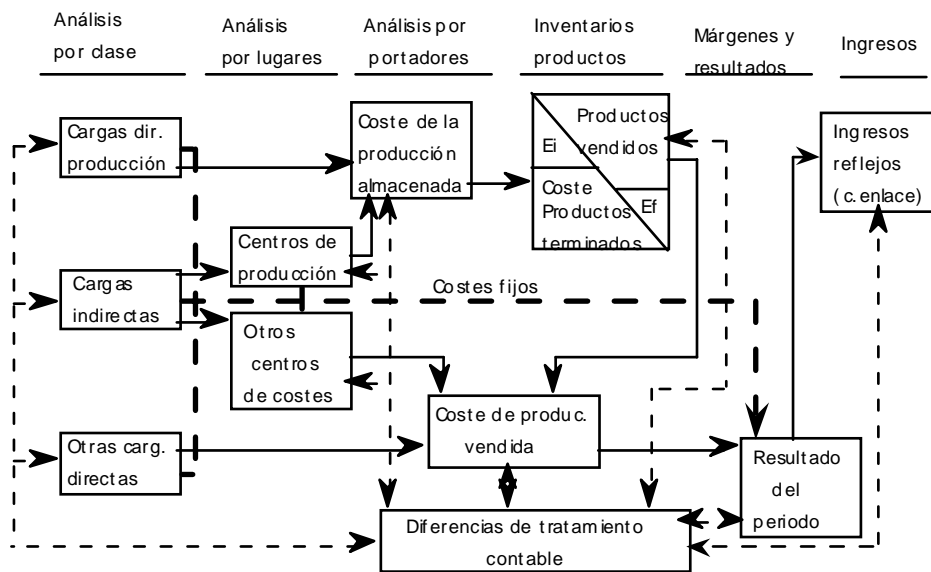 Análisis
por clase
Análisis
por lugares
Análisis por
portadores
Inventarios
productos
Márgenes y
resultados
Ingresos
Cargas dir.
producción
Coste de la
producción
almacenada
Ei
Productos
vendidos
Coste
Productos
terminados
Ef
Ingresos
reflejos
(c.enlace)
Centros de
producción
Cargas
indirectas
Costes fijos
Otros
centros
de costes
Coste de produc.
vendida
Otras carg.
directas
Resultado
del
periodo
Diferencias de tratamiento
contable